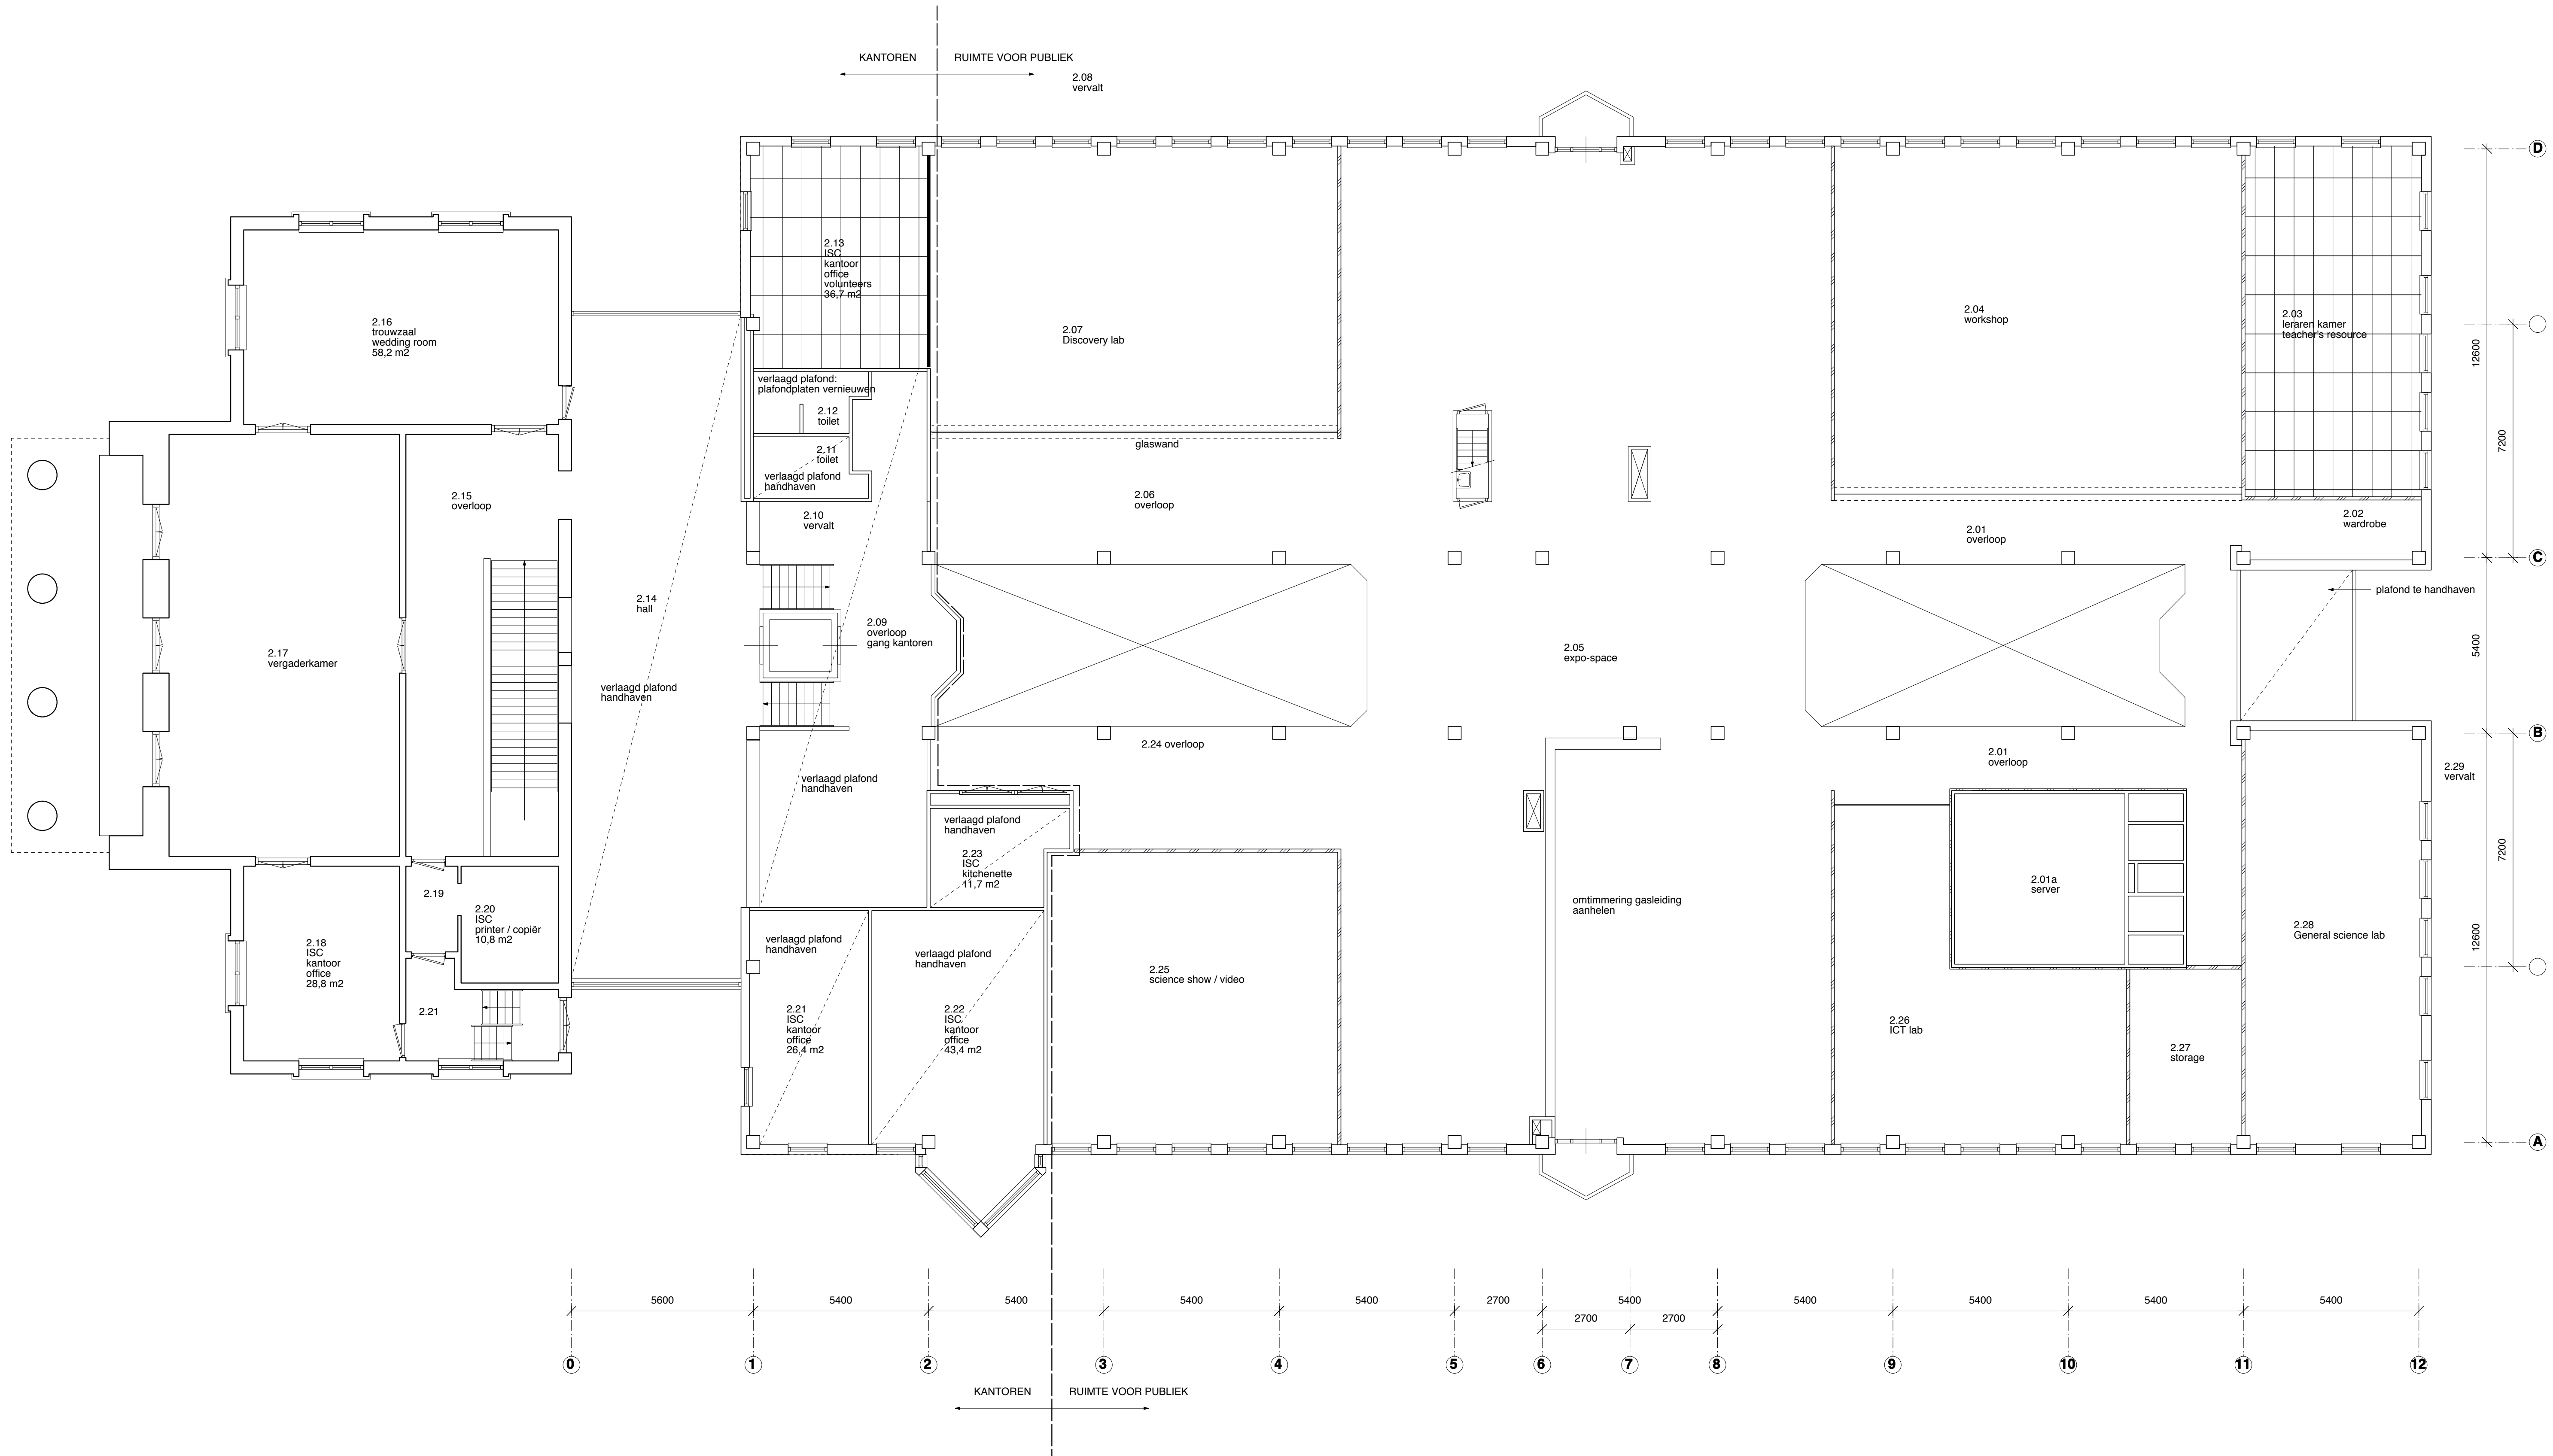 KANTOREN
RUIMTE VOOR PUBLIEK
2.08
vervalt
D
2.13
ISC
kantoor
office
volunteers
36,7 m2
2.16
trouwzaal
wedding room
58,2 m2
2.07
Discovery lab
2.04
workshop
2.03
leraren kamer
teacher's resource
12600
verlaagd plafond:
plafondplaten vernieuwen
2.12
toilet
glaswand
7200
2.11
toilet
verlaagd plafond
handhaven
2.15
overloop
2.06
overloop
2.10
vervalt
2.02
wardrobe
2.01
overloop
C
plafond te handhaven
2.14
hall
2.09
overloop
gang kantoren
2.17
vergaderkamer
2.05
expo-space
5400
verlaagd plafond
handhaven
B
2.24 overloop
2.01
overloop
2.29
vervalt
verlaagd plafond
handhaven
verlaagd plafond
handhaven
7200
2.23
ISC
kitchenette
11,7 m2
2.19
2.01a
server
omtimmering gasleiding
aanhelen
2.20
ISC
printer / copiër
10,8 m2
2.18
ISC
kantoor
office
28,8 m2
verlaagd plafond
handhaven
verlaagd plafond
handhaven
2.28
General science lab
12600
2.25
science show / video
2.21
2.21
ISC
kantoor
office
26,4 m2
2.22
ISC
kantoor
office
43,4 m2
2.26
ICT lab
2.27
storage
A
5600
5400
5400
5400
5400
2700
5400
5400
5400
5400
5400
2700
2700
0
1
2
3
4
5
6
7
8
9
10
11
12
KANTOREN
RUIMTE VOOR PUBLIEK